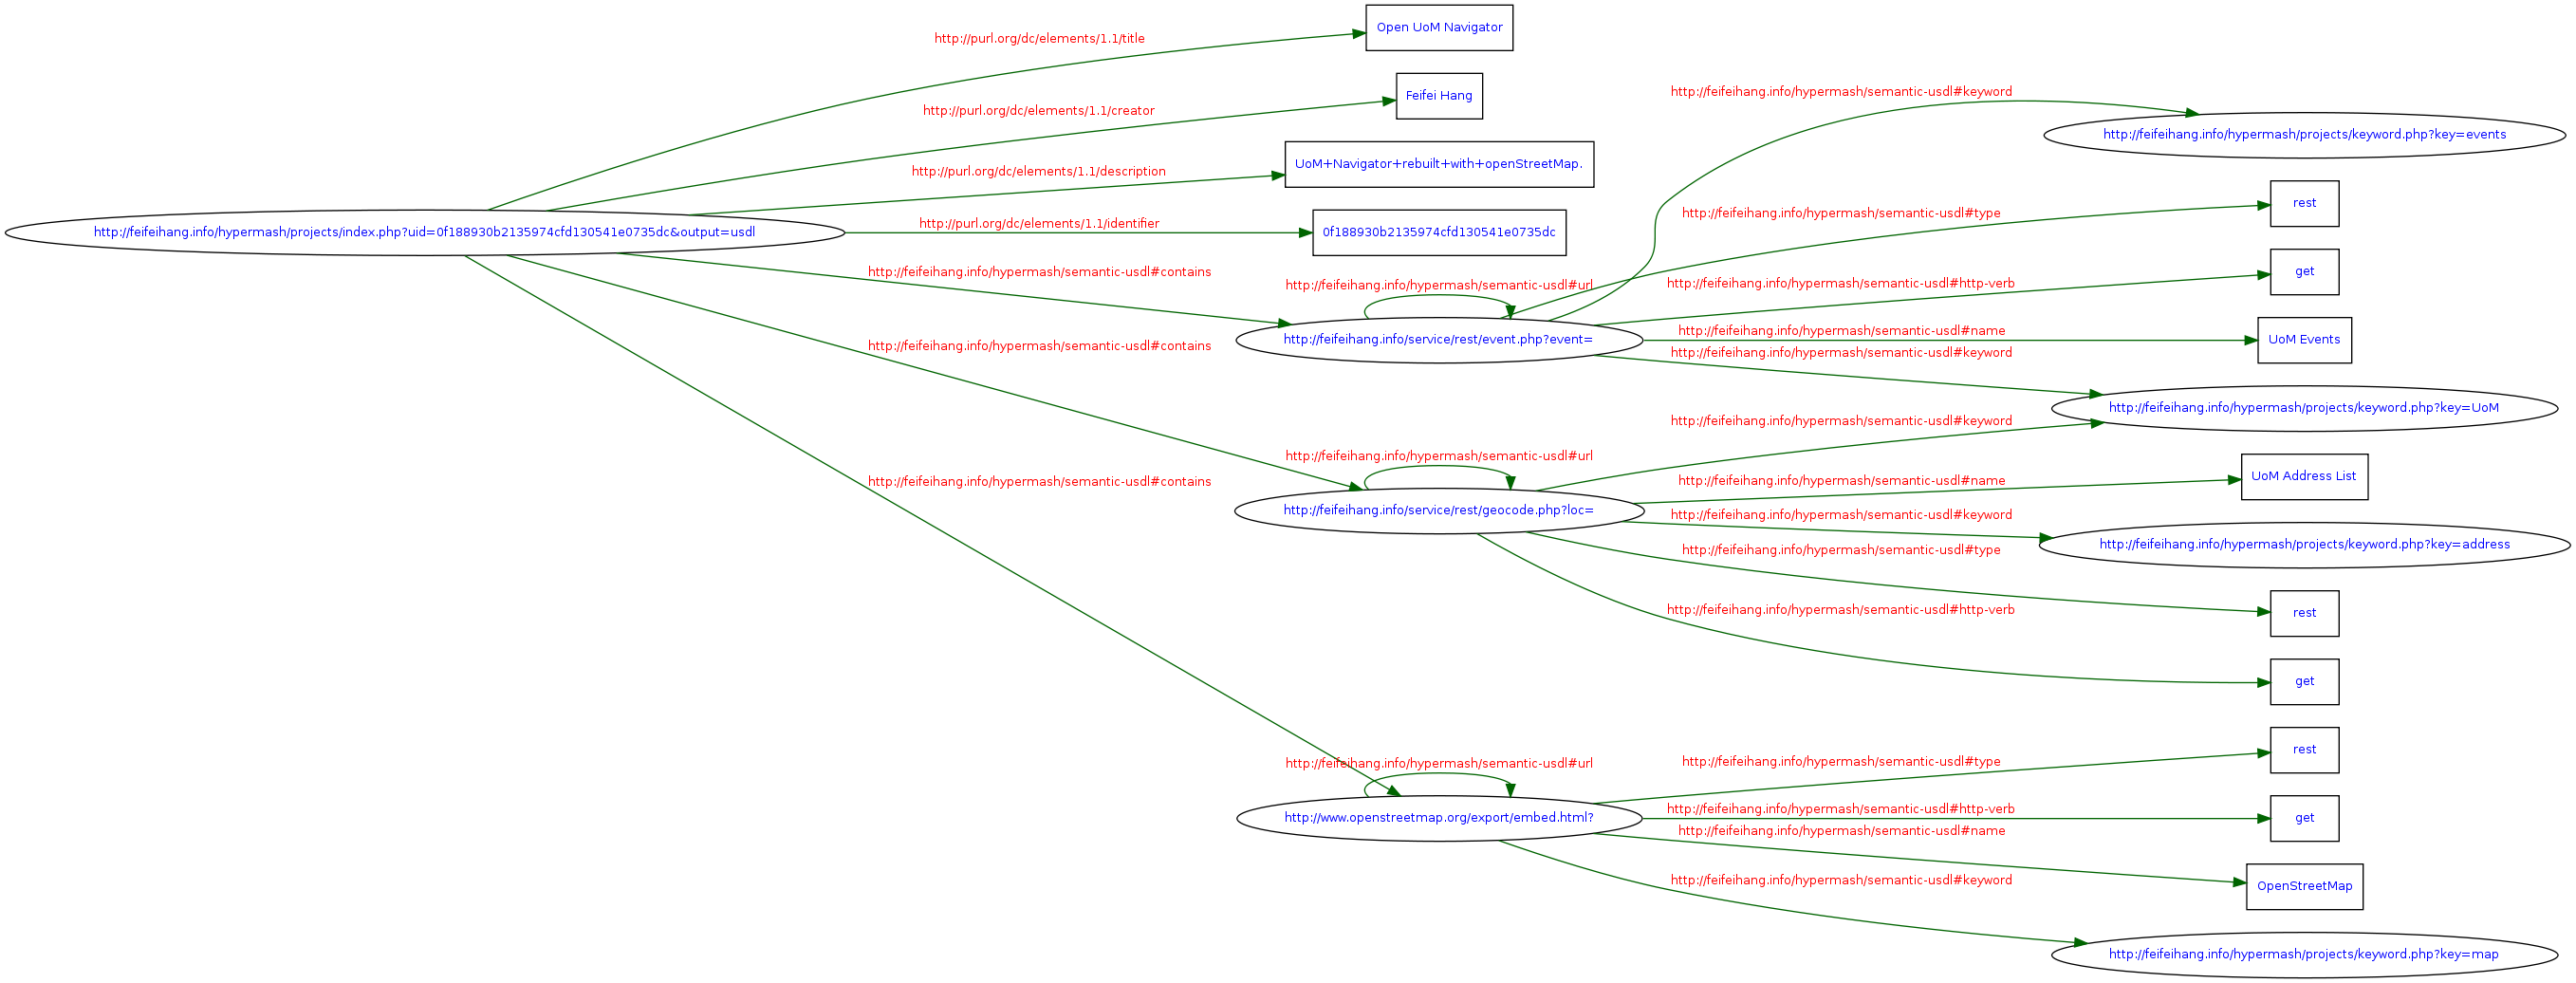 Open UoM Navigator
http://purl.org/dc/elements/1.1/title
http://feifeihang.info/hypermash/semantic-usdl#keyword
Feifei Hang
http://purl.org/dc/elements/1.1/creator
http://feifeihang.info/hypermash/projects/keyword.php?key=events
UoM+Navigator+rebuilt+with+openStreetMap.
http://purl.org/dc/elements/1.1/description
rest
http://feifeihang.info/hypermash/semantic-usdl#type
http://purl.org/dc/elements/1.1/identifier
http://feifeihang.info/hypermash/projects/index.php?uid=0f188930b2135974cfd130541e0735dc&output=usdl
0f188930b2135974cfd130541e0735dc
http://feifeihang.info/hypermash/semantic-usdl#contains
get
http://feifeihang.info/hypermash/semantic-usdl#url
http://feifeihang.info/hypermash/semantic-usdl#http-verb
http://feifeihang.info/hypermash/semantic-usdl#name
http://feifeihang.info/service/rest/event.php?event=
UoM Events
http://feifeihang.info/hypermash/semantic-usdl#contains
http://feifeihang.info/hypermash/semantic-usdl#keyword
http://feifeihang.info/hypermash/projects/keyword.php?key=UoM
http://feifeihang.info/hypermash/semantic-usdl#keyword
http://feifeihang.info/hypermash/semantic-usdl#url
UoM Address List
http://feifeihang.info/hypermash/semantic-usdl#contains
http://feifeihang.info/hypermash/semantic-usdl#name
http://feifeihang.info/service/rest/geocode.php?loc=
http://feifeihang.info/hypermash/semantic-usdl#keyword
http://feifeihang.info/hypermash/projects/keyword.php?key=address
http://feifeihang.info/hypermash/semantic-usdl#type
http://feifeihang.info/hypermash/semantic-usdl#http-verb
rest
get
rest
http://feifeihang.info/hypermash/semantic-usdl#url
http://feifeihang.info/hypermash/semantic-usdl#type
http://feifeihang.info/hypermash/semantic-usdl#http-verb
http://www.openstreetmap.org/export/embed.html?
get
http://feifeihang.info/hypermash/semantic-usdl#name
http://feifeihang.info/hypermash/semantic-usdl#keyword
OpenStreetMap
http://feifeihang.info/hypermash/projects/keyword.php?key=map